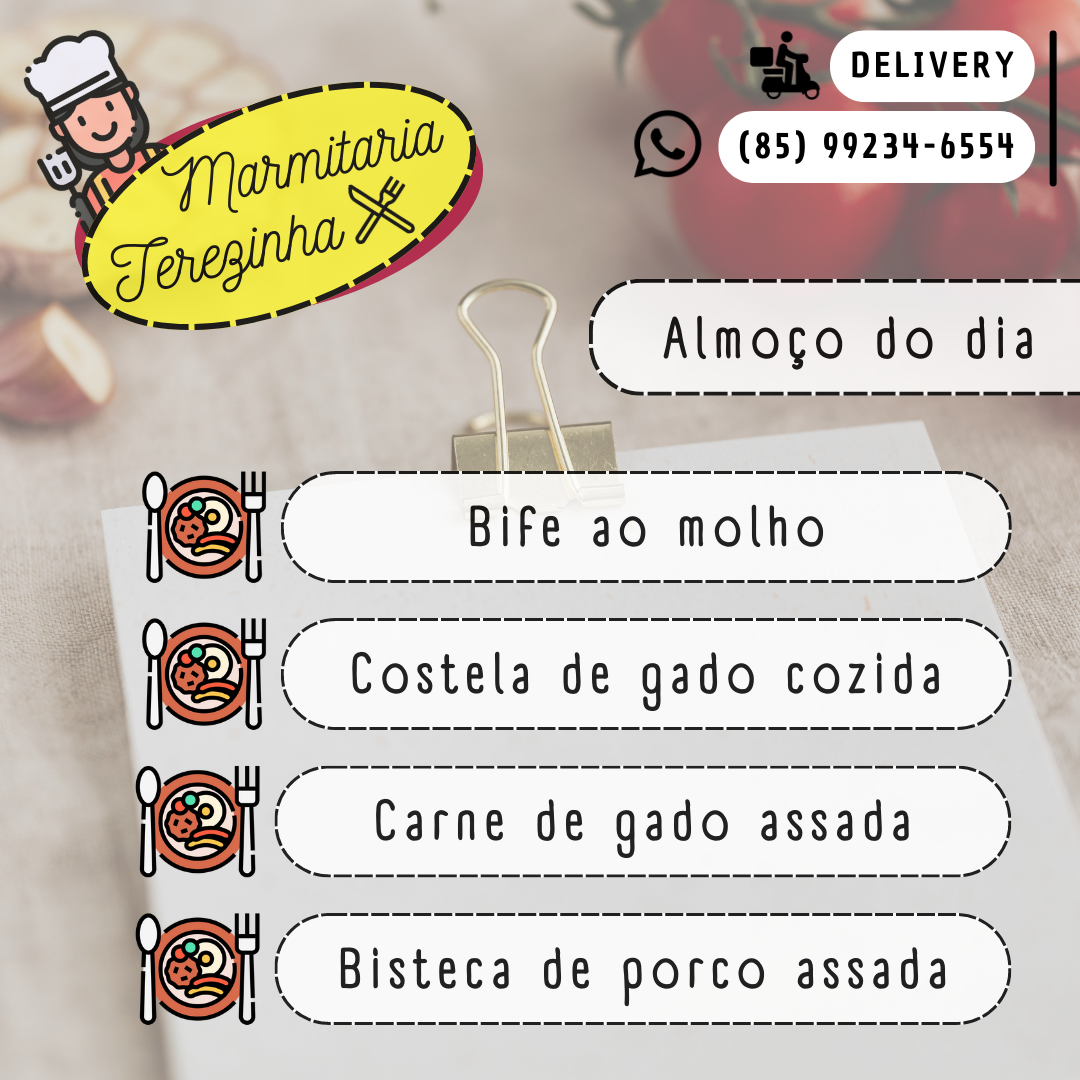 Marmitaria
Terezinha
DELIVERY
(85) 99234-6554
Almoço do dia
Bife ao molho
Costela de gado cozida
Carne de gado assada
Bisteca de porco assada